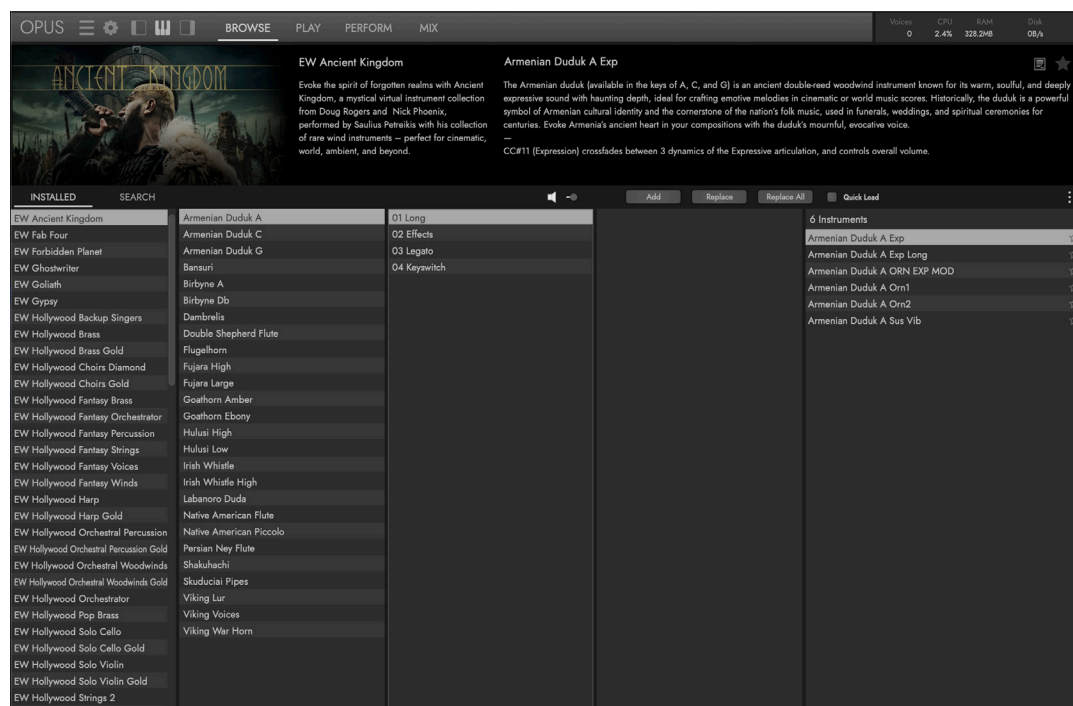 OPUS
BROWSE
PLAY
PERFORM
MIX
Voices
0
CPU
2.4%
RAM
328.2MB
Disk
0B/s
ANCIENT KINGDOM
EW Ancient Kingdom
Evoke the spirit of forgotten realms with Ancient
Kingdom, a mystical virtual instrument collection
from Doug Rogers and Nick Phoenix,
performed by Saulius Petreikis with his collection
of rare wind instruments – perfect for cinematic,
world, ambient, and beyond.
Armenian Duduk A Exp
The Armenian duduk (available in the keys of A, C, and G) is an ancient double-reed woodwind instrument known for its warm, soulful, and deeply
expressive sound with haunting depth, ideal for crafting emotive melodies in cinematic or world music scores. Historically, the duduk is a powerful
symbol of Armenian cultural identity and the cornerstone of the nation's folk music, used in funerals, weddings, and spiritual ceremonies for
centuries. Evoke Armenia's ancient heart in your compositions with the duduk's mournful, evocative voice.
—
CC#11 (Expression) crossfades between 3 dynamics of the Expressive articulation, and controls overall volume.
INSTALLED
SEARCH
Add
Replace
Replace All
Quick Load
EW Ancient Kingdom
EW Fab Four
EW Forbidden Planet
EW Ghostwriter
EW Goliath
EW Gypsy
EW Hollywood Backup Singers
EW Hollywood Brass
EW Hollywood Brass Gold
EW Hollywood Choirs Diamond
EW Hollywood Choirs Gold
EW Hollywood Fantasy Brass
EW Hollywood Fantasy Orchestrator
EW Hollywood Fantasy Percussion
EW Hollywood Fantasy Strings
EW Hollywood Fantasy Voices
EW Hollywood Fantasy Winds
EW Hollywood Harp
EW Hollywood Harp Gold
EW Hollywood Orchestral Percussion
EW Hollywood Orchestral Percussion Gold
EW Hollywood Orchestral Woodwinds
EW Hollywood Orchestral Woodwinds Gold
EW Hollywood Orchestrator
EW Hollywood Pop Brass
EW Hollywood Solo Cello
EW Hollywood Solo Cello Gold
EW Hollywood Solo Violin
EW Hollywood Solo Violin Gold
EW Hollywood Strings 2
Armenian Duduk A
Armenian Duduk C
Armenian Duduk G
Bansuri
Birbyne A
Birbyne Db
Dambrelis
Double Shepherd Flute
Flugelhorn
Fujara High
Fujara Large
Goathorn Amber
Goathorn Ebony
Hulusi High
Hulusi Low
Irish Whistle
Irish Whistle High
Labanoro Duda
Native American Flute
Native American Piccolo
Persian Ney Flute
Shakuhachi
Skuduciai Pipes
Viking Lur
Viking Voices
Viking War Horn
01 Long
02 Effects
03 Legato
04 Keyswitch
6 Instruments
Armenian Duduk A Exp
Armenian Duduk A Exp Long
Armenian Duduk A ORN EXP MOD
Armenian Duduk A Orn1
Armenian Duduk A Orn2
Armenian Duduk A Sus Vib